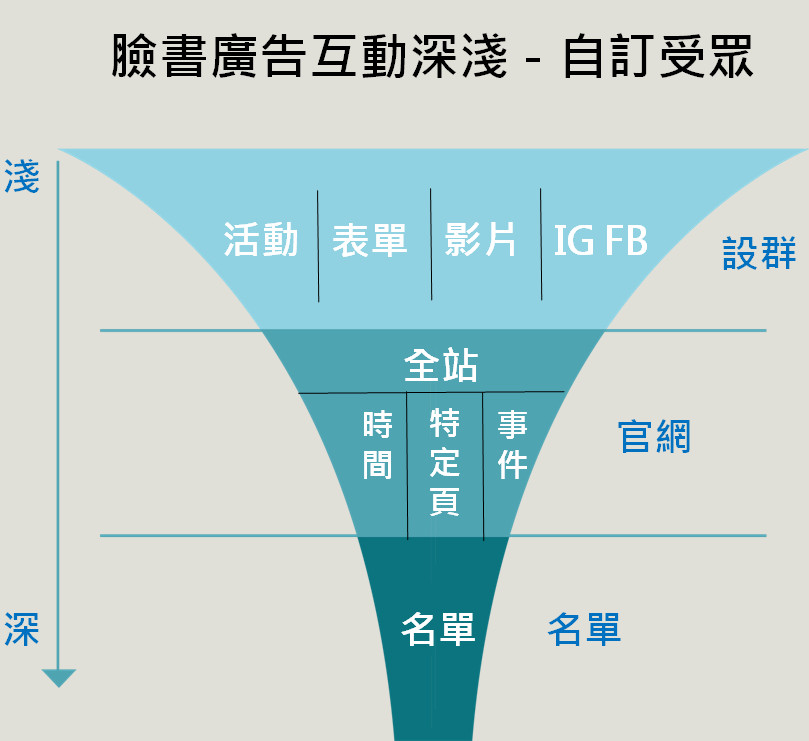 臉書廣告互動深淺 - 自訂受眾
淺
活動 表單 影片 IG FB
設群
全站
時間 特定頁 事件
官網
深
名單
名單